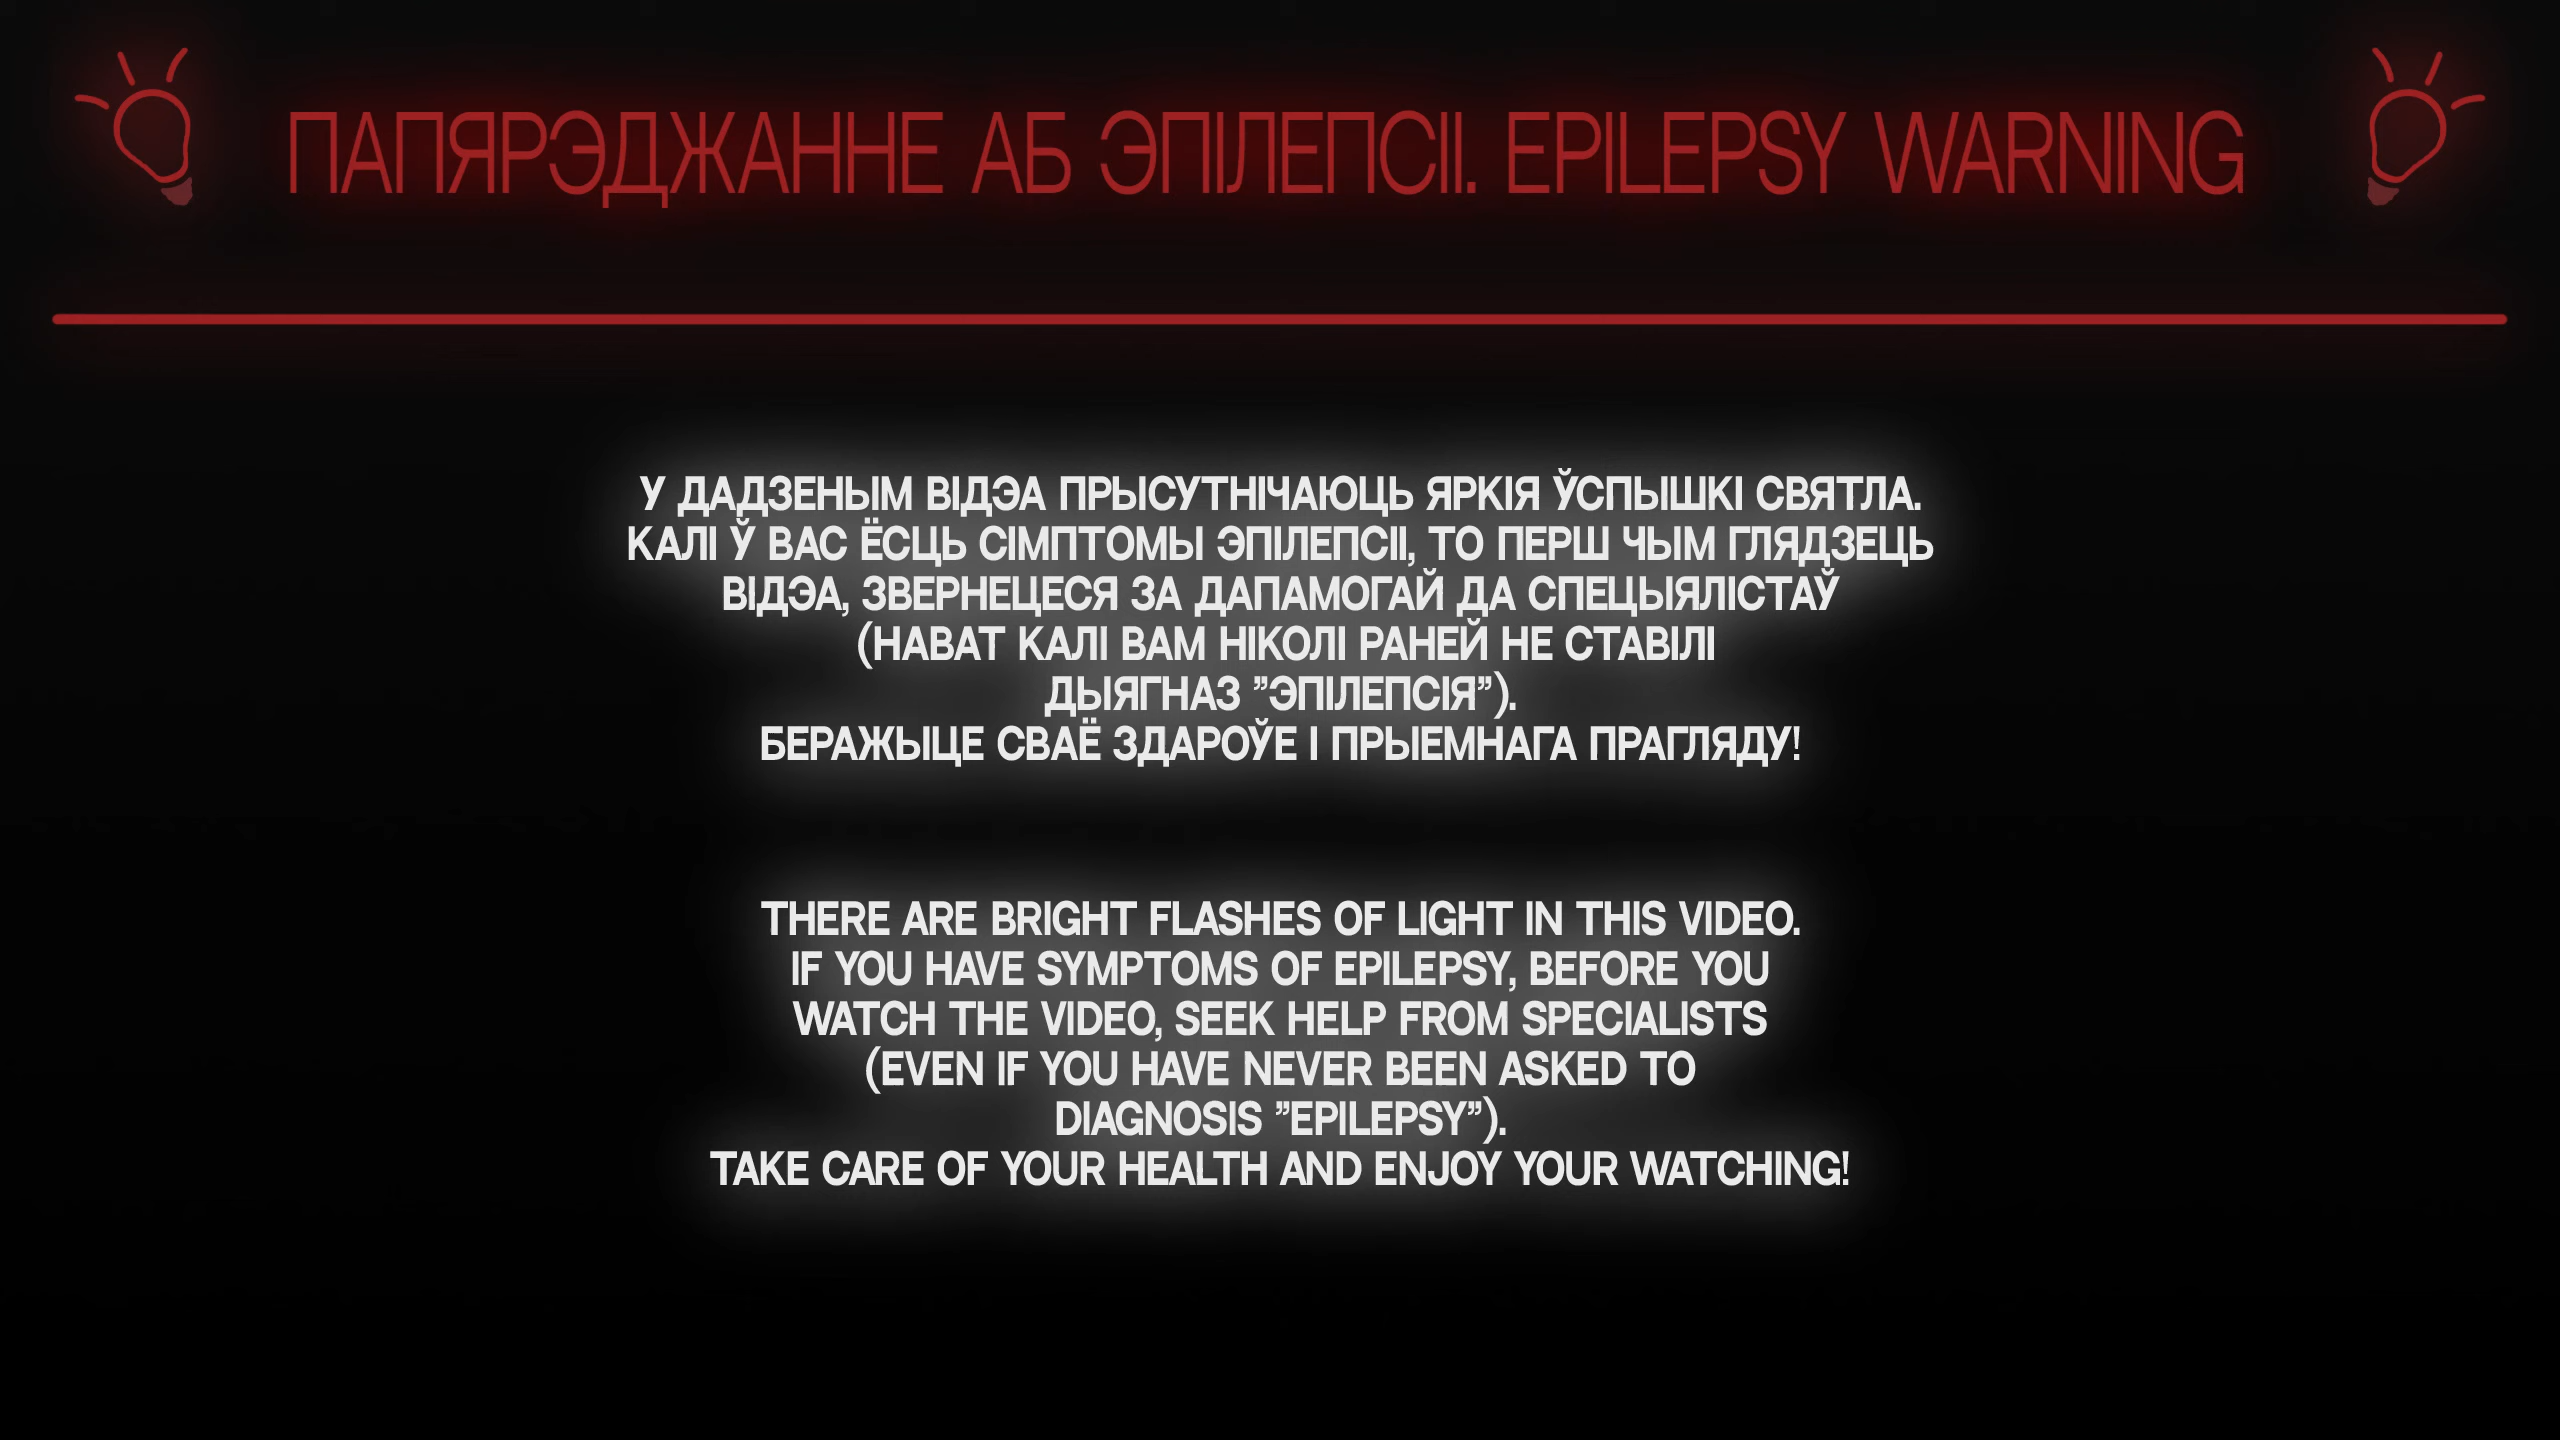 ПАПЯРЭДЖАННЕ АБ ЭПІЛЕПСІІ. EPILEPSY WARNING
У ДАДЗЕНЫМ ВІДЭА ПРЫСУТНІЧАЮЦЬ ЯРКІЯ ЎСПЫШКІ СВЯТЛА.
КАЛІ Ў ВАС ЁСЦЬ СІМПТОМЫ ЭПІЛЕПСІІ, ТО ПЕРШ ЧЫМ ГЛЯДЗЕЦЬ
ВІДЭА, ЗВЕРНЕЦЕСЯ ЗА ДАПАМОГАЙ ДА СПЕЦЫЯЛІСТАЎ
(НАВАТ КАЛІ ВАМ НІКОЛІ РАНЕЙ НЕ СТАВІЛІ
ДЫЯГНАЗ ”ЭПІЛЕПСІЯ”).
БЕРАЖЫЦЕ СВАЁ ЗДАРОЎЕ І ПРЫЕМНАГА ПРАГЛЯДУ!
THERE ARE BRIGHT FLASHES OF LIGHT IN THIS VIDEO.
IF YOU HAVE SYMPTOMS OF EPILEPSY, BEFORE YOU
WATCH THE VIDEO, SEEK HELP FROM SPECIALISTS
(EVEN IF YOU HAVE NEVER BEEN ASKED TO
DIAGNOSIS ”EPILEPSY”).
TAKE CARE OF YOUR HEALTH AND ENJOY YOUR WATCHING!